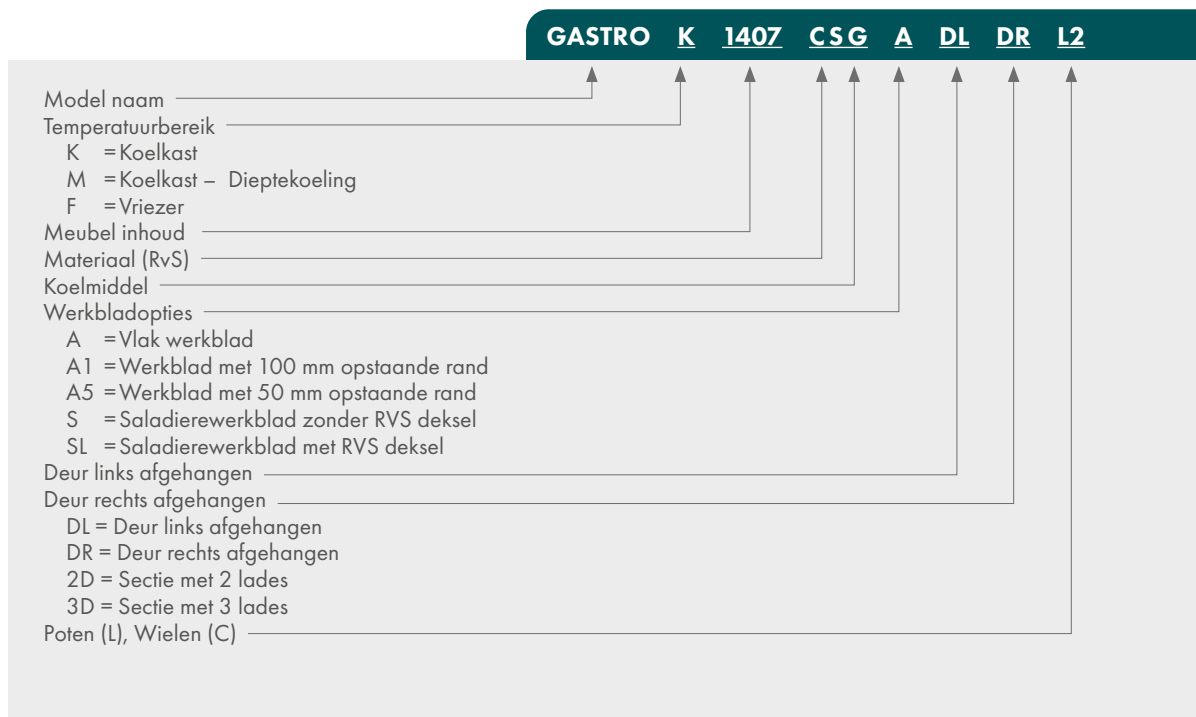 GASTRO K 1407 CSG A DL DR L2
Model naam
Temperatuurbereik
K =Koelkast
M =Koelkast – Dieptekoeling
F =Vriezer
Meubel inhoud
Materiaal (RvS)
Koelmiddel
Werkbladopties
A =Vlak werkblad
A1 =Werkblad met 100 mm opstaande rand
A5 =Werkblad met 50 mm opstaande rand
S =Saladierewerkblad zonder RVS deksel
SL =Saladierewerkblad met RVS deksel
Deur links afgehangen
Deur rechts afgehangen
DL = Deur links afgehangen
DR = Deur rechts afgehangen
2D = Sectie met 2 lades
3D = Sectie met 3 lades
Poten (L), Wielen (C)